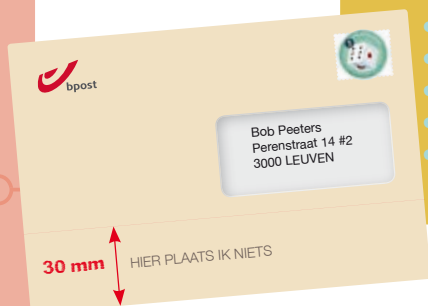 bpost
Bob Peeters
Perenstraat 14 #2
3000 LEUVEN
30 mm
HIER PLAATS IK NIETS